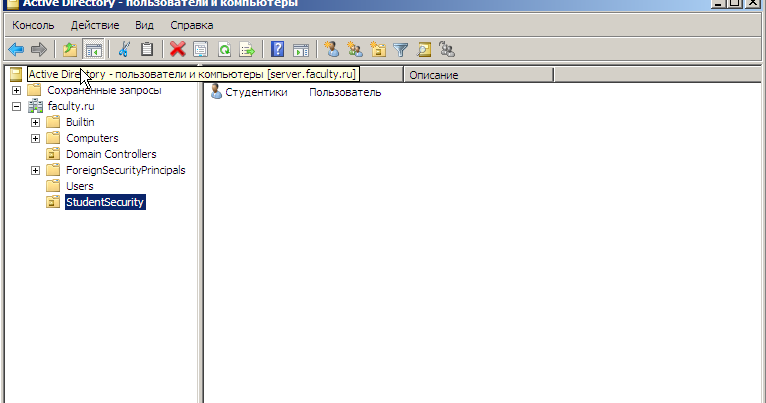 Active Directory - пользователи и компьютеры
Консоль Действие Вид Справка
Active Directory - пользователи и компьютеры [server.faculty.ru] Описание
Сохраненные запросы
Студентики Пользователь
faculty.ru
Builtin
Computers
Domain Controllers
ForeignSecurityPrincipals
Users
StudentSecurity